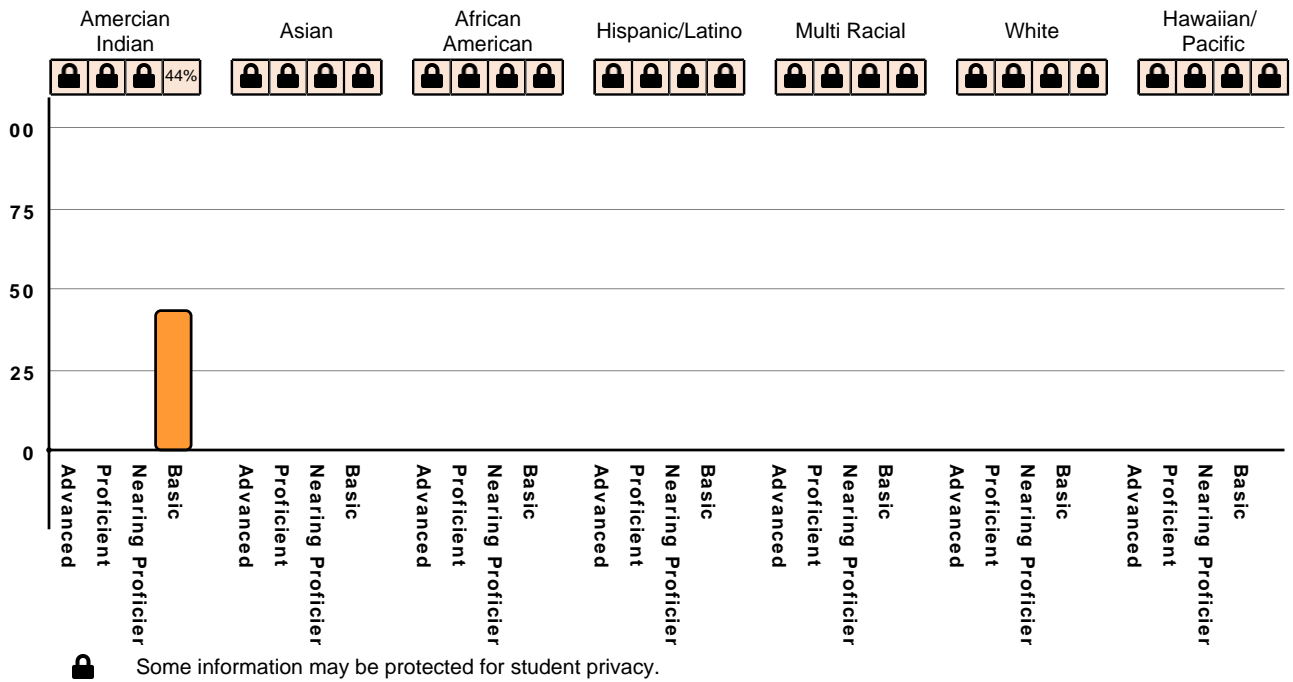 Amercian
Indian
Asian
African
American
Hispanic/Latino
Multi Racial
White
Hawaiian/
Pacific
44%
00
75
50
25
0
Advanced
Proficient
Nearing Proficier
Basic
Advanced
Proficient
Nearing Proficier
Basic
Advanced
Proficient
Nearing Proficier
Basic
Advanced
Proficient
Nearing Proficier
Basic
Advanced
Proficient
Nearing Proficier
Basic
Advanced
Proficient
Nearing Proficier
Basic
Advanced
Proficient
Nearing Proficier
Basic
Some information may be protected for student privacy.